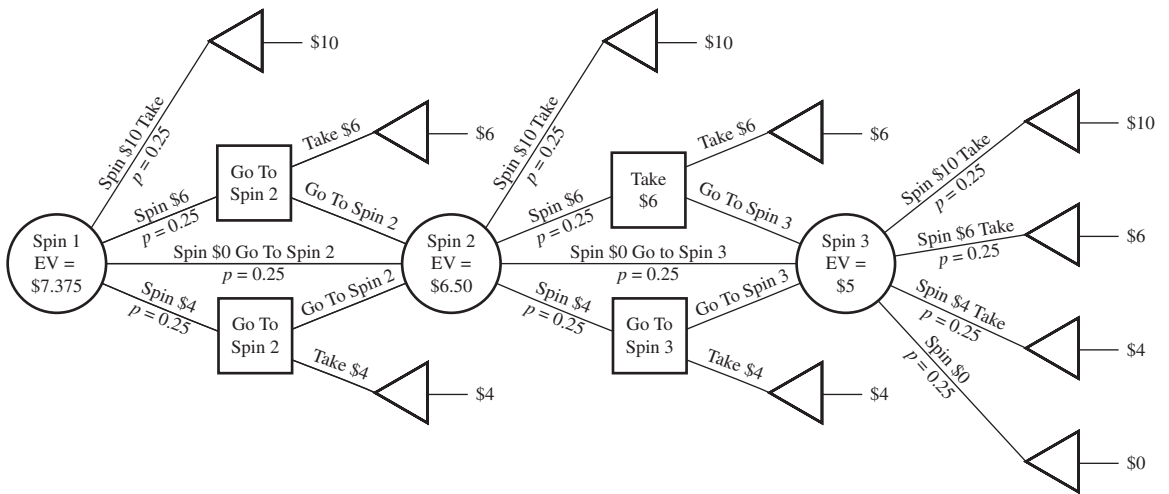 $10
Spin $10 Take
p = 0.25
Take $6
$6
Go To
Spin 2
Go To Spin 2
Spin $6
p = 0.25
Spin 1
EV =
$7.375
Spin $0 Go To Spin 2
p = 0.25
Spin $4
p = 0.25
Go To Spin 2
Go To
Spin 2
Take $4
$4
$10
Spin $10 Take
p = 0.25
Take $6
$6
Take
$6
Go To Spin 3
Spin $6
p = 0.25
Spin 2
EV =
$6.50
Spin $0 Go to Spin 3
p = 0.25
Spin $4
p = 0.25
Go To Spin 3
Go To
Spin 3
Take $4
$4
Spin 3
EV =
$5
Spin $10 Take
p = 0.25
$10
Spin $6 Take
p = 0.25
$6
Spin $4 Take
p = 0.25
$4
Spin $0
p = 0.25
$0